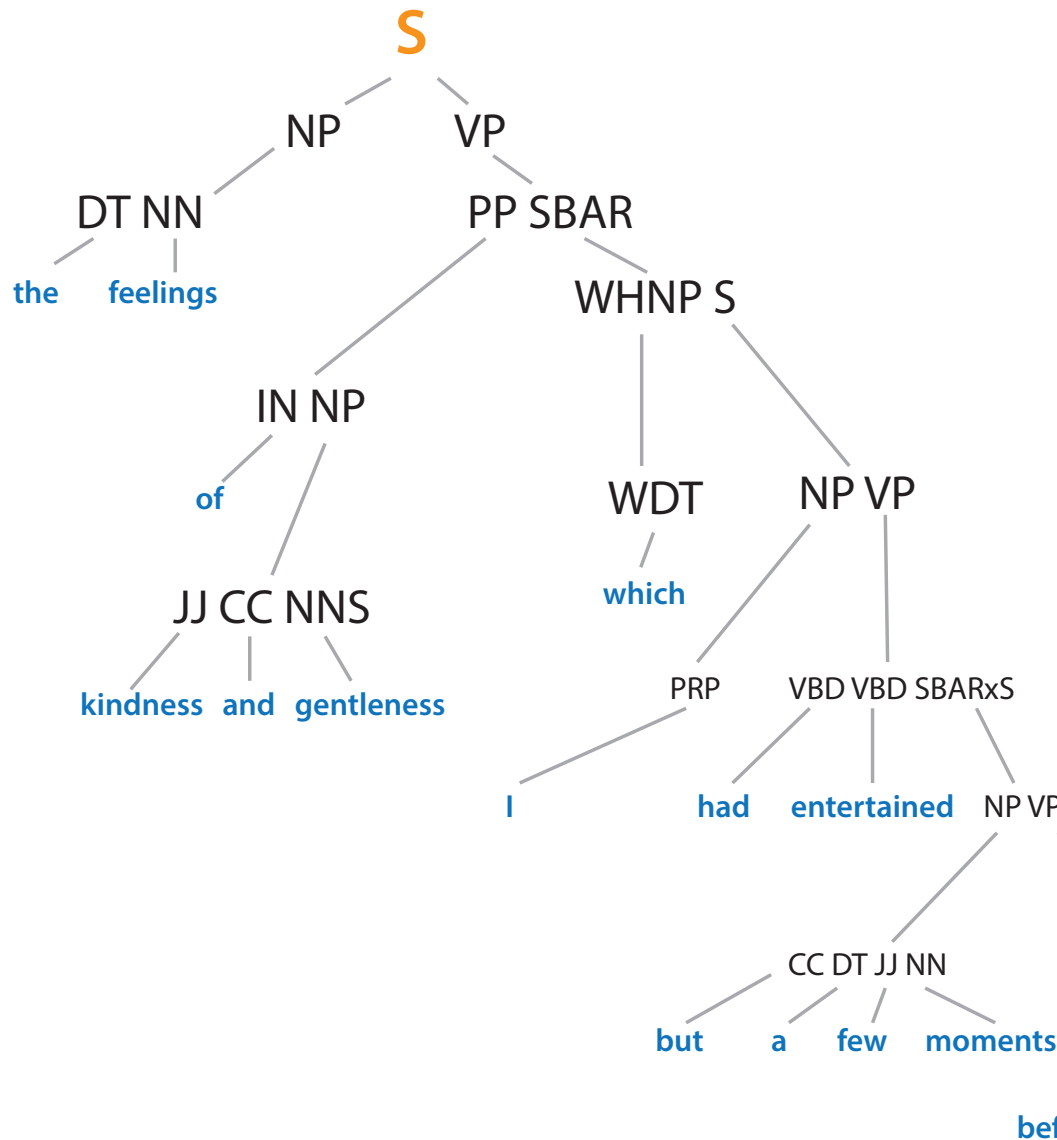 S
NP VP
DT NN PP SBAR
the feelings
WHNP S
IN NP
of WDT NP VP
which
JJ CC NNS
kindness and gentleness PRP VBD VBD SBARxS
I had entertained NP VP
CC DT JJ NN
but a few moments